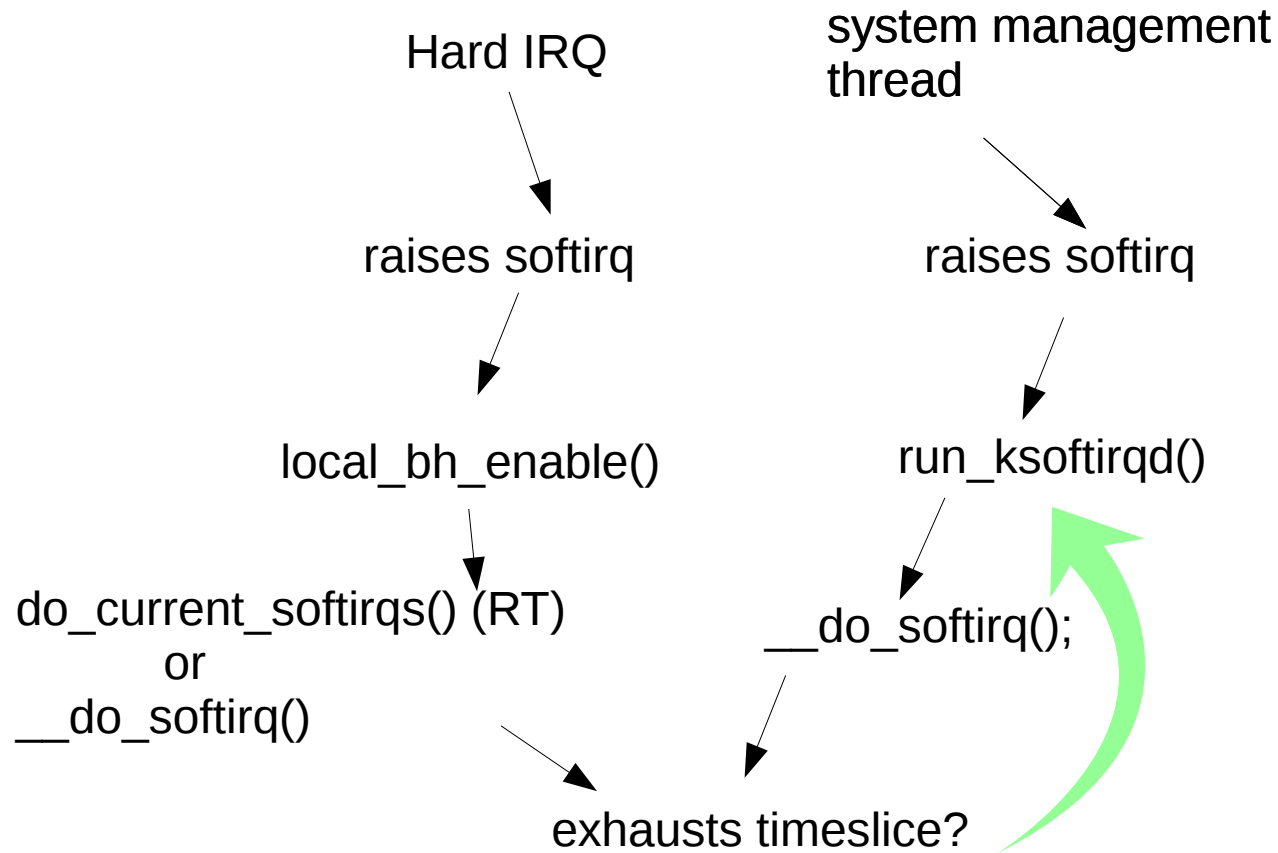 Hard IRQ
system management
thread
raises softirq
raises softirq
local_bh_enable()
run_ksoftirqd()
do_current_softirqs() (RT)
or
__do_softirq()
__do_softirq();
exhausts timeslice?